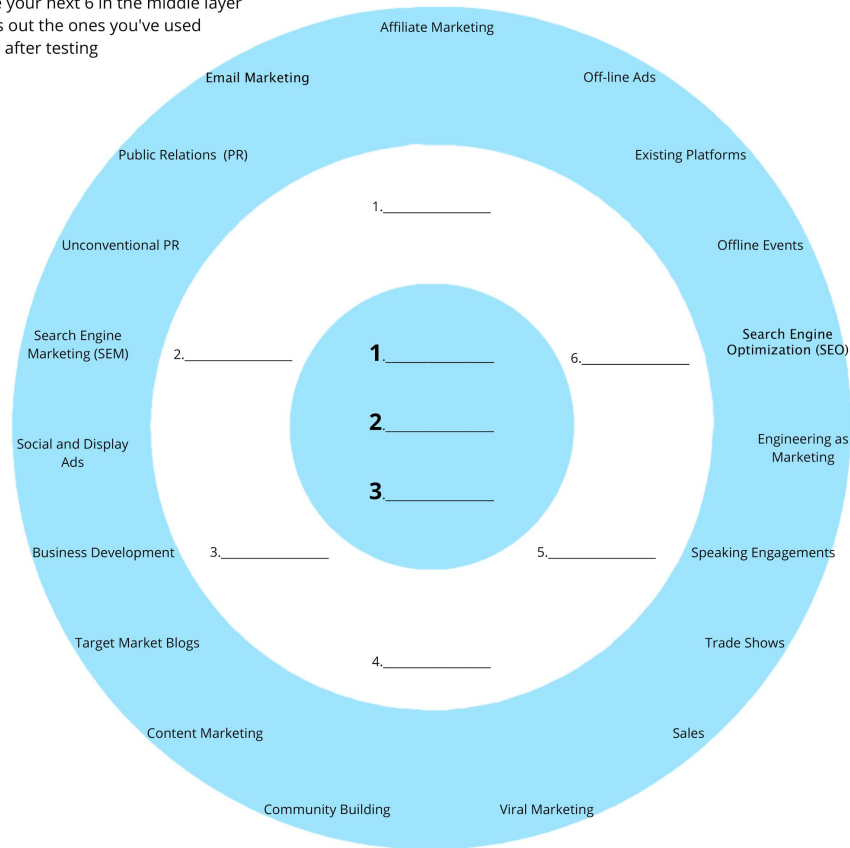 your next 6 in the middle layer
out the ones you've used
after testing
Affiliate Marketing
Email Marketing
Off-line Ads
Public Relations (PR)
Existing Platforms
1.
Unconventional PR
Offline Events
Search Engine
Marketing (SEM)
2.
1.
6.
Search Engine
Optimization (SEO)
2.
Social and Display
Ads
Engineering as
Marketing
3.
Business Development
3.
5.
Speaking Engagements
Target Market Blogs
4.
Trade Shows
Content Marketing
Sales
Community Building
Viral Marketing